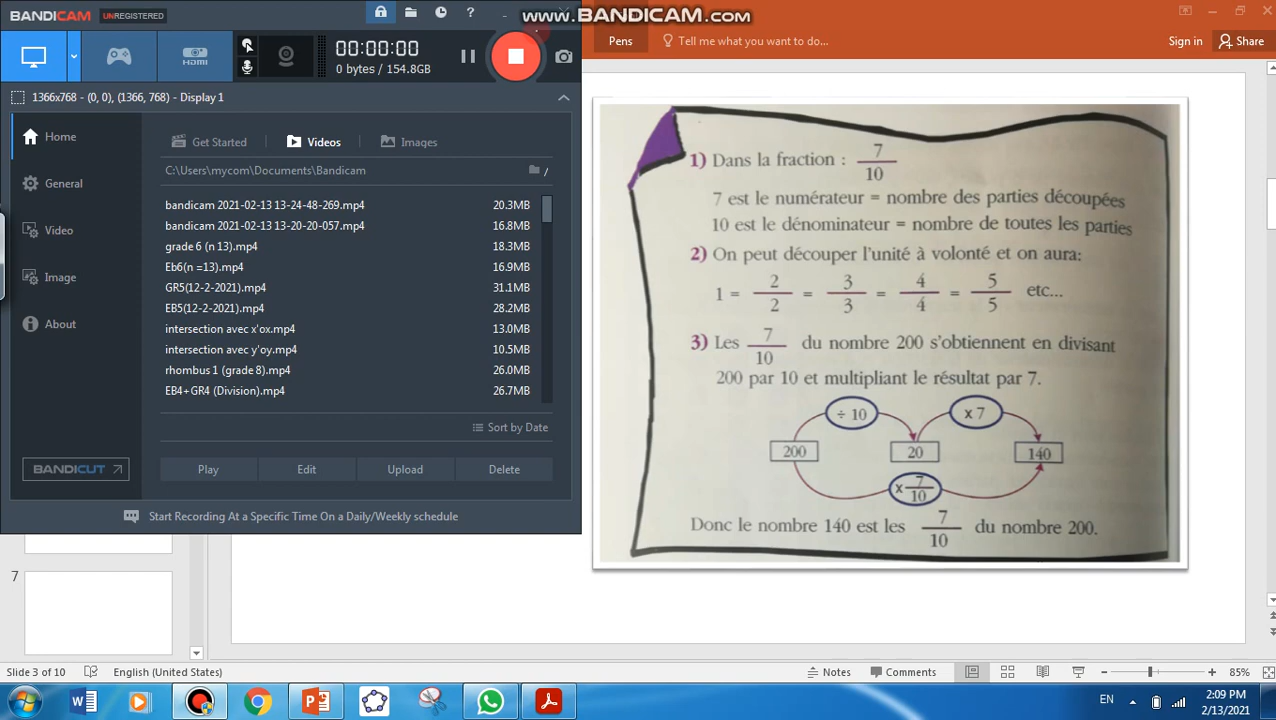 BANDICAM UNREGISTERED
www.BANDICAM.com
HDMI
00:00:00
0 bytes / 154.8GB
1366x768 - (0, 0), (1366, 768) - Display 1
Home
General
Video
Image
About
BANDICUT
Get Started
Videos
Images
C:\Users\mycom\Documents\Bandicam
/
bandicam 2021-02-13 13-24-48-269.mp4 20.3MB
bandicam 2021-02-13 13-20-20-057.mp4 16.8MB
grade 6 (n 13).mp4 18.3MB
Eb6(n =13).mp4 16.9MB
GR5(12-2-2021).mp4 31.1MB
EB5(12-2-2021).mp4 28.2MB
intersection avec x'ox.mp4 13.0MB
intersection avec y'oy.mp4 10.5MB
rhombus 1 (grade 8).mp4 26.0MB
EB4+GR4 (Division).mp4 26.7MB
Sort by Date
Play Edit Upload Delete
Start Recording At a Specific Time On a Daily/Weekly schedule
Pens
Tell me what you want to do...
Sign in
Share
1) Dans la fraction : 7/10
7 est le numérateur = nombre des parties découpées
10 est le dénominateur = nombre de toutes les parties
2) On peut découper l'unité à volonté et on aura:
1 = 2/2 = 3/3 = 4/4 = 5/5 etc...
3) Les 7/10 du nombre 200 s'obtiennent en divisant
200 par 10 et multipliant le résultat par 7.
÷ 10 x 7
200 20 140
x 7/10
Donc le nombre 140 est les 7/10 du nombre 200.
7
Slide 3 of 10
English (United States)
Notes
Comments
85%
EN
2:09 PM
2/13/2021